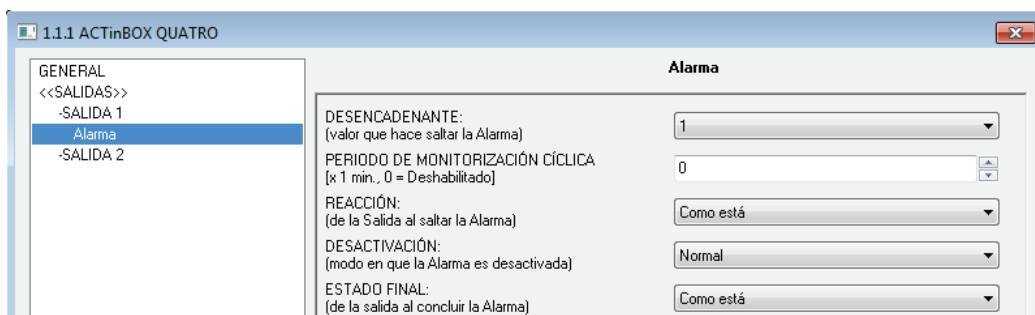 1.1.1 ACTinBOX QUATRO
GENERAL
<<SALIDAS>>
-SALIDA 1
Alarma
-SALIDA 2
Alarma
DESENCADENANTE:
(valor que hace saltar la Alarma)
1
PERIODO DE MONITORIZACIÓN CÍCLICA
[x 1 min., 0 = Deshabilitado]
0
REACCIÓN:
(de la Salida al saltar la Alarma)
Como está
DESACTIVACIÓN:
(modo en que la Alarma es desactivada)
Normal
ESTADO FINAL:
(de la salida al concluir la Alarma)
Como está